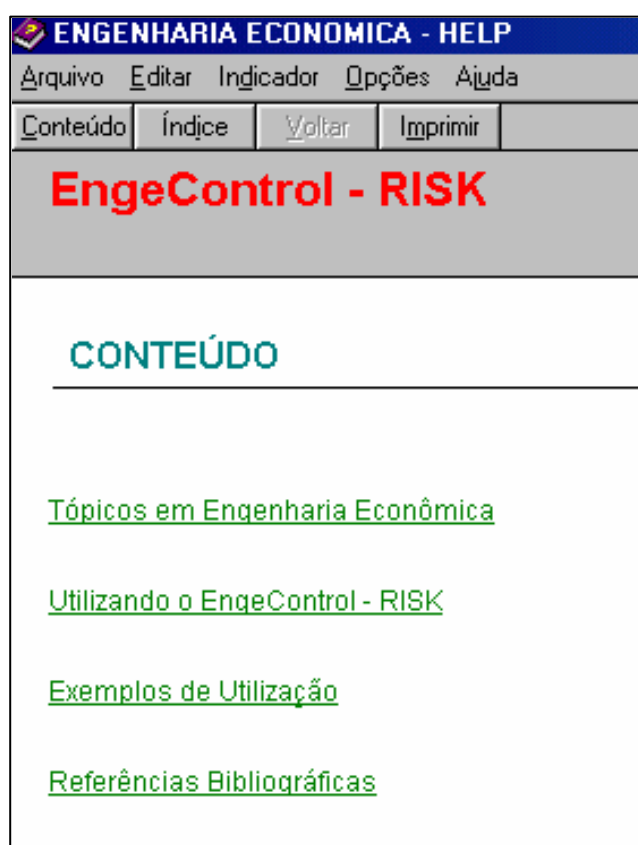 ENGENHARIA ECONOMICA - HELP
Arquivo Editar Indicador Opções Ajuda
Conteúdo Índice Voltar Imprimir
EngeControl - RISK
CONTEÚDO
Tópicos em Engenharia Econômica
Utilizando o EngeControl - RISK
Exemplos de Utilização
Referências Bibliográficas